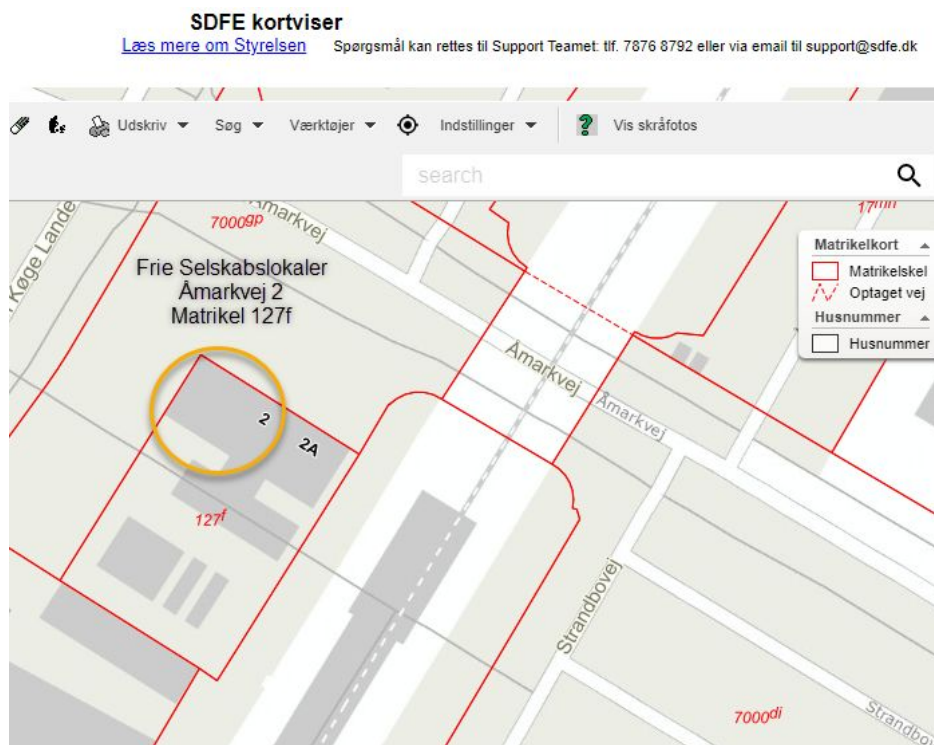 SDFE kortviser
Læs mere om Styrelsen Spørgsmål kan rettes til Support Teamet: tlf. 7876 8792 eller via email til support@sdfe.dk
Udskriv Søg Værktøjer Indstillinger ? Vis skråfotos
search
Køge Lande
7000gp
Åmarkvej
17mn
Matrikelkort
Matrikelskel
Optaget vej
Husnummer
Husnummer
Frie Selskabslokaler
Åmarkvej 2
Matrikel 127f
Åmarkvej
Åmarkvej
2
2A
127f
Strandbovej
7000di
Strandbo